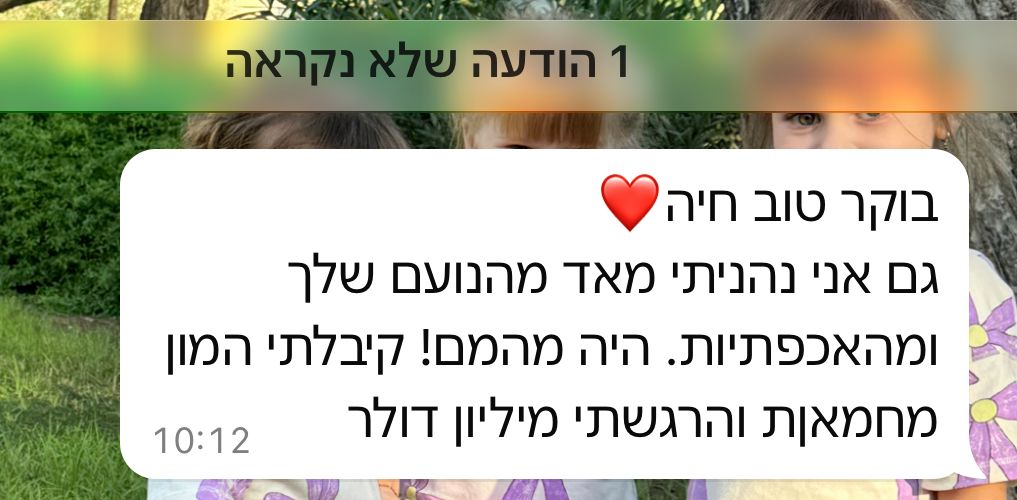 1 הודעה שלא נקראה
בוקר טוב חיה❤️
גם אני נהניתי מאד מהנועם שלך
ומהאכפתיות. היה מהמם! קיבלתי המון
מחמאןת והרגשתי מיליון דולר
10:12